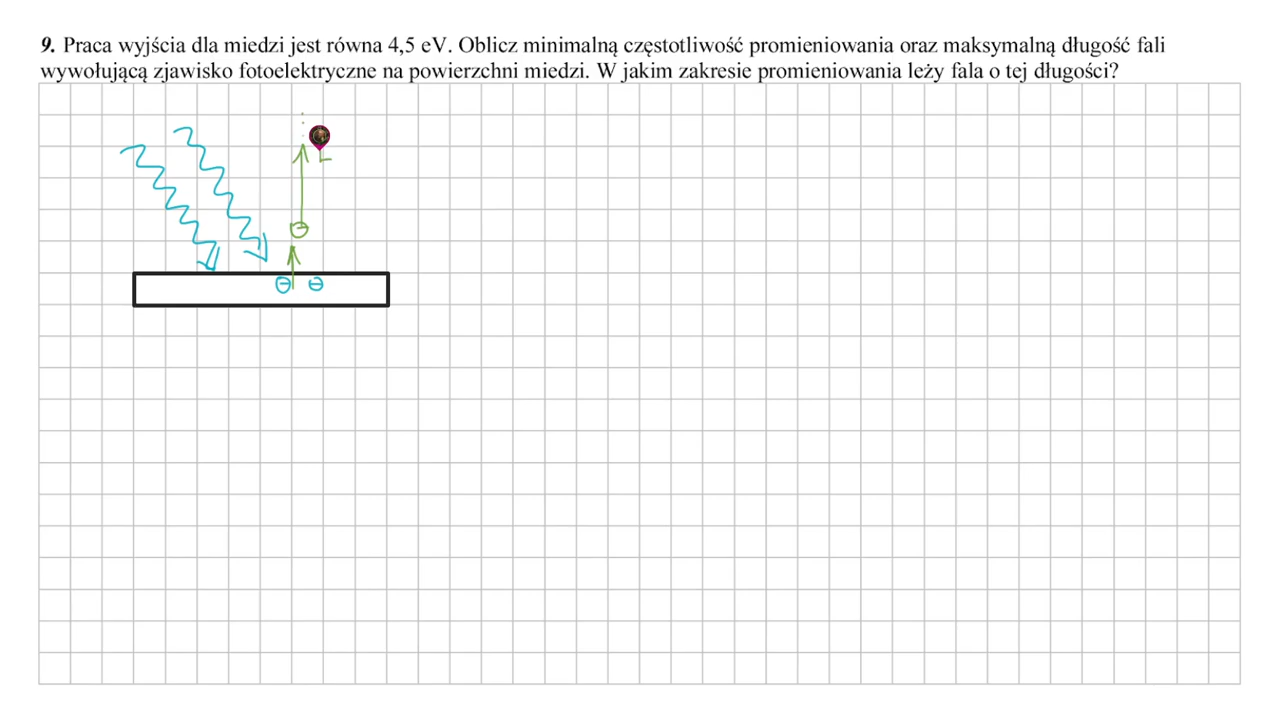 9. Praca wyjścia dla miedzi jest równa 4,5 eV. Oblicz minimalną częstotliwość promieniowania oraz maksymalną długość fali
wywołującą zjawisko fotoelektryczne na powierzchni miedzi. W jakim zakresie promieniowania leży fala o tej długości?